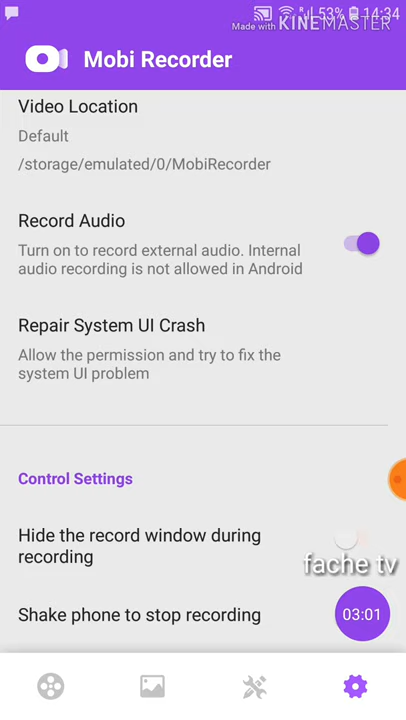 53% 14:34
Made with KINEMASTER
Mobi Recorder
Video Location
Default
/storage/emulated/0/MobiRecorder
Record Audio
Turn on to record external audio. Internal
audio recording is not allowed in Android
Repair System UI Crash
Allow the permission and try to fix the
system UI problem
Control Settings
Hide the record window during
recording
fache tv
Shake phone to stop recording
03:01